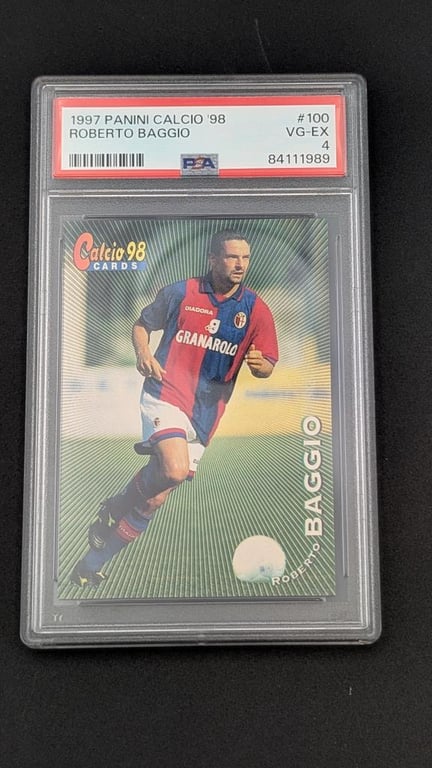 1997 PANINI CALCIO '98
#100
ROBERTO BAGGIO
VG-EX
4
PSA
84111989
Calcio 98
CARDS
DIADORA
GRANAROLO
ROBERTO BAGGIO